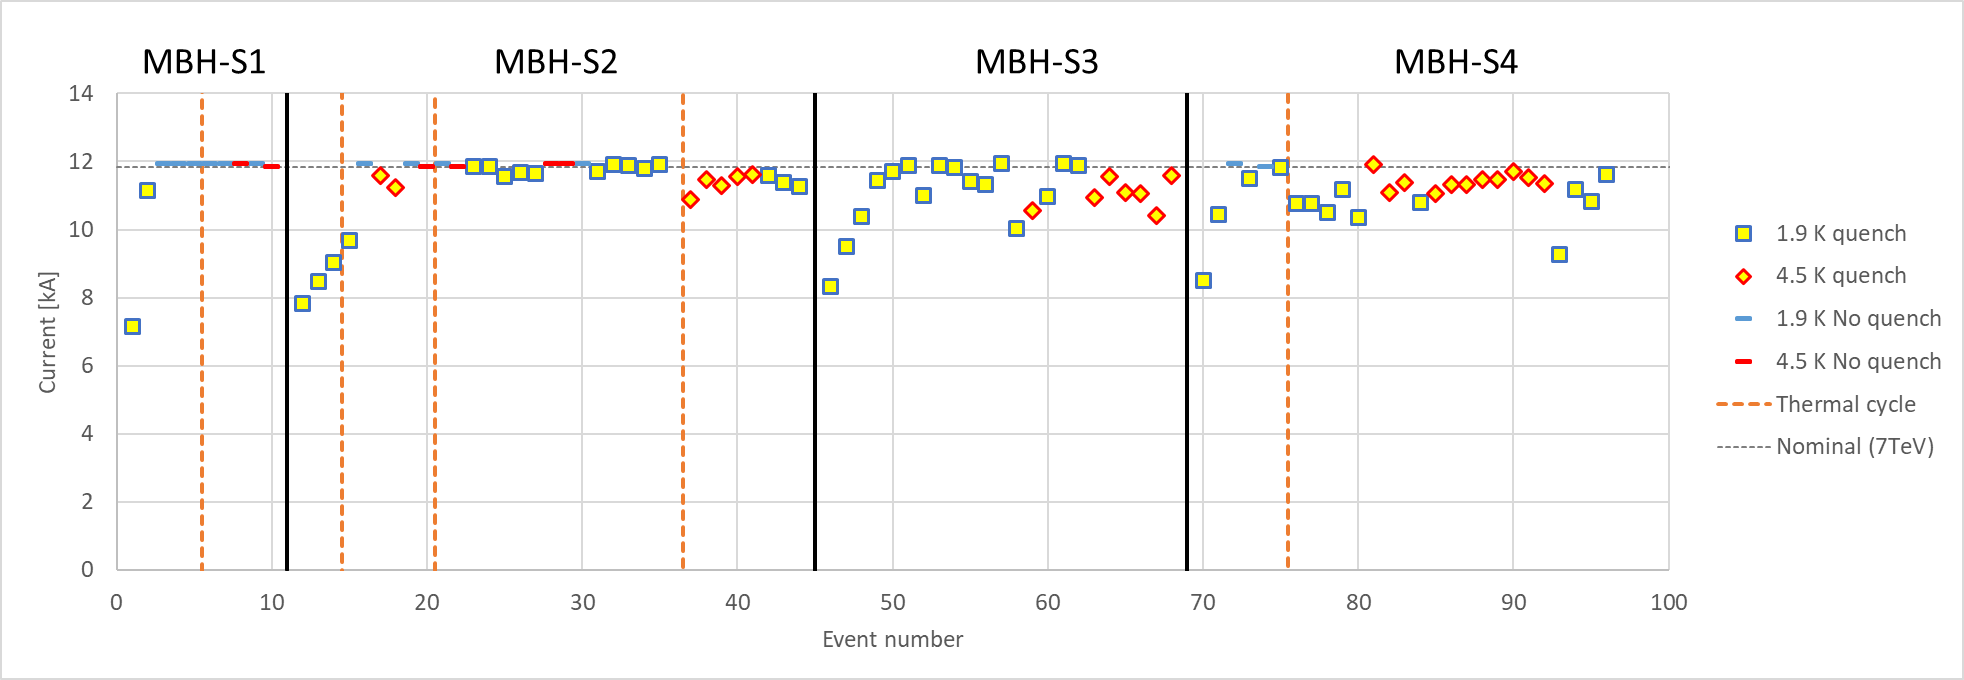 MBH-S1 MBH-S2 MBH-S3 MBH-S4
14
12
10
8
6
4
2
0
Current [kA]
0 10 20 30 40 50 60 70 80 90 100
Event number
1.9 K quench
4.5 K quench
1.9 K No quench
4.5 K No quench
Thermal cycle
Nominal (7TeV)